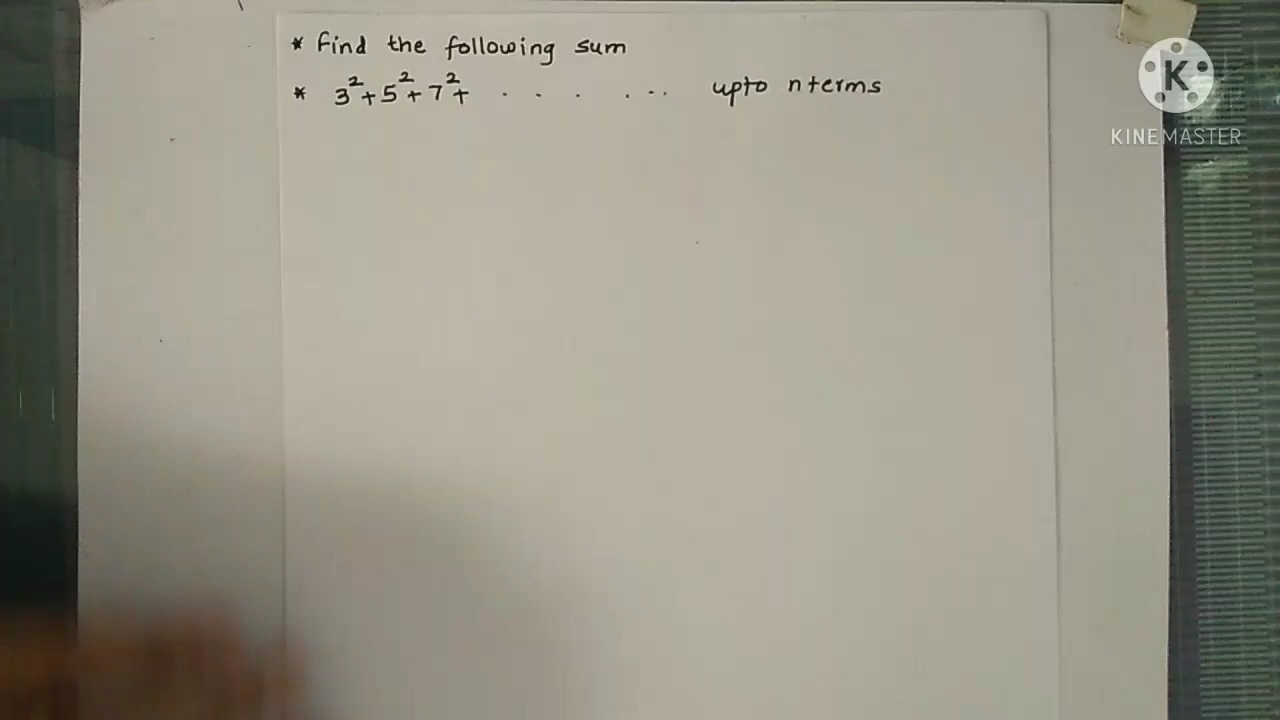 * Find the following sum
* 3²+5²+7²+ . . . . . . upto n terms
K
KINEMASTER